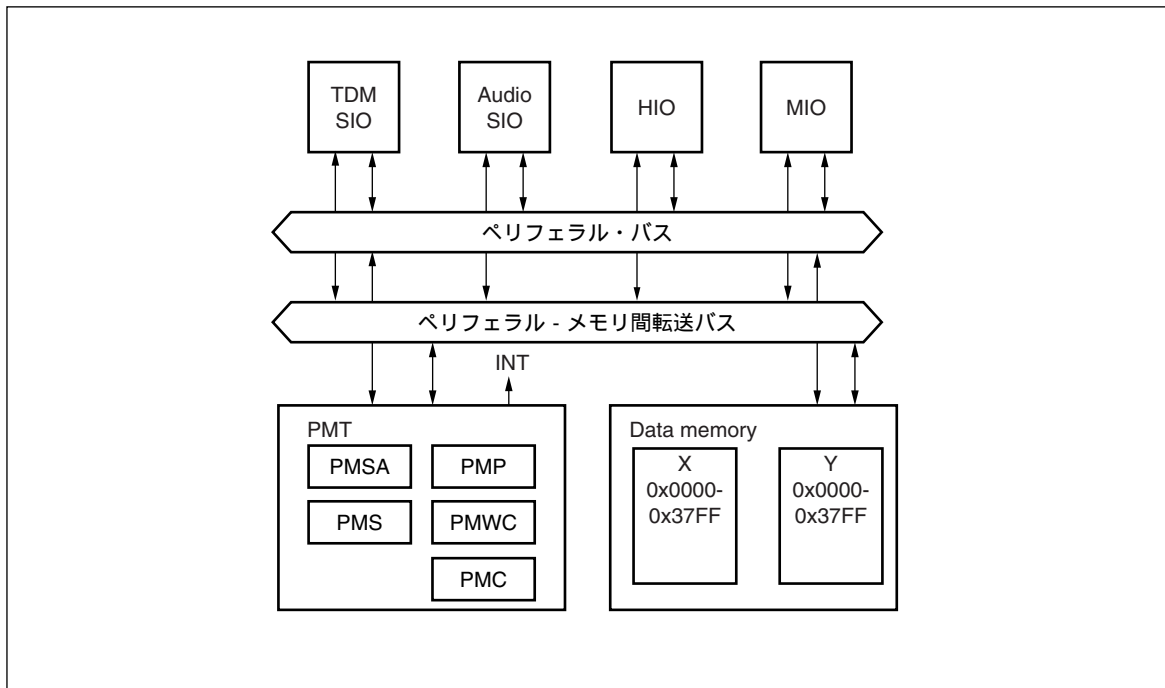 TDM
SIO
Audio
SIO
HIO
MIO
ペリフェラル・バス
ペリフェラル - メモリ間転送バス
INT
PMT
PMSA
PMP
PMS
PMWC
PMC
Data memory
X
0x0000-
0x37FF
Y
0x0000-
0x37FF